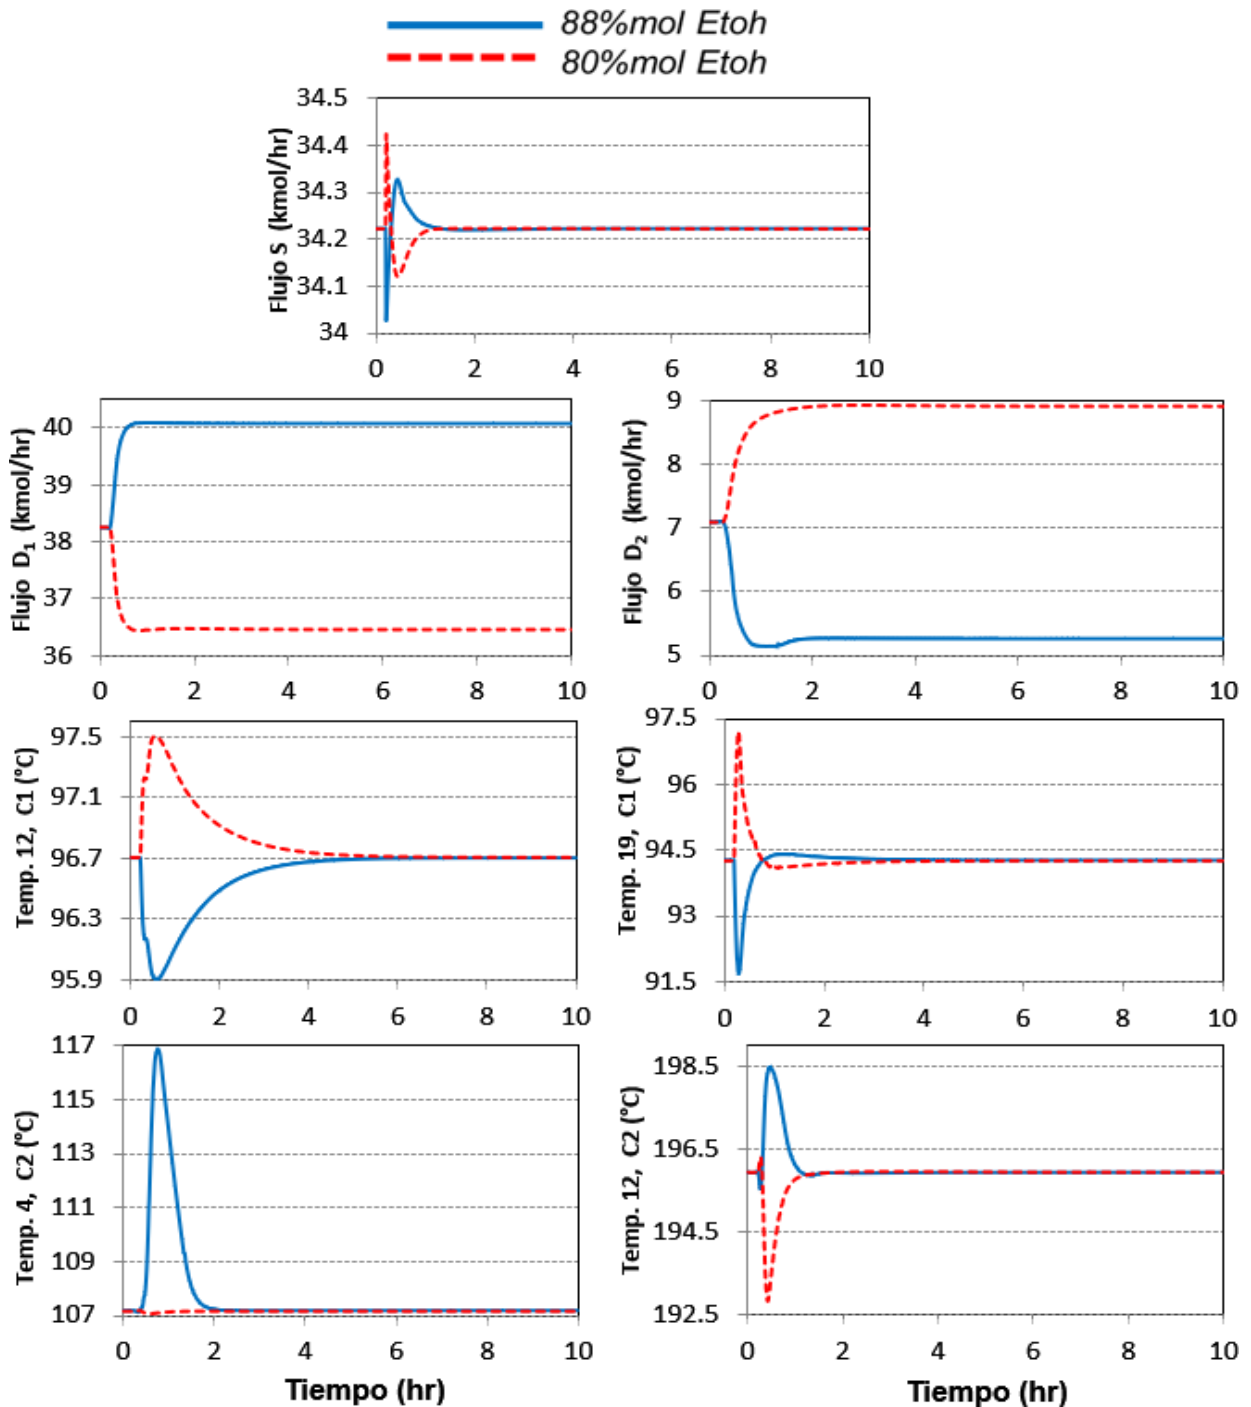 88%mol Etoh
80%mol Etoh
Flujo S (kmol/hr)
34.5
34.4
34.3
34.2
34.1
34
0 2 4 6 8 10
Flujo D₁ (kmol/hr)
40
39
38
37
36
0 2 4 6 8 10
Flujo D₂ (kmol/hr)
9
8
7
6
5
0 2 4 6 8 10
Temp. 12, C1 (°C)
97.5
97.1
96.7
96.3
95.9
0 2 4 6 8 10
Temp. 19, C1 (°C)
97.5
96
94.5
93
91.5
0 2 4 6 8 10
Temp. 4, C2 (°C)
117
115
113
111
109
107
0 2 4 6 8 10
Tiempo (hr)
Temp. 12, C2 (°C)
198.5
196.5
194.5
192.5
0 2 4 6 8 10
Tiempo (hr)